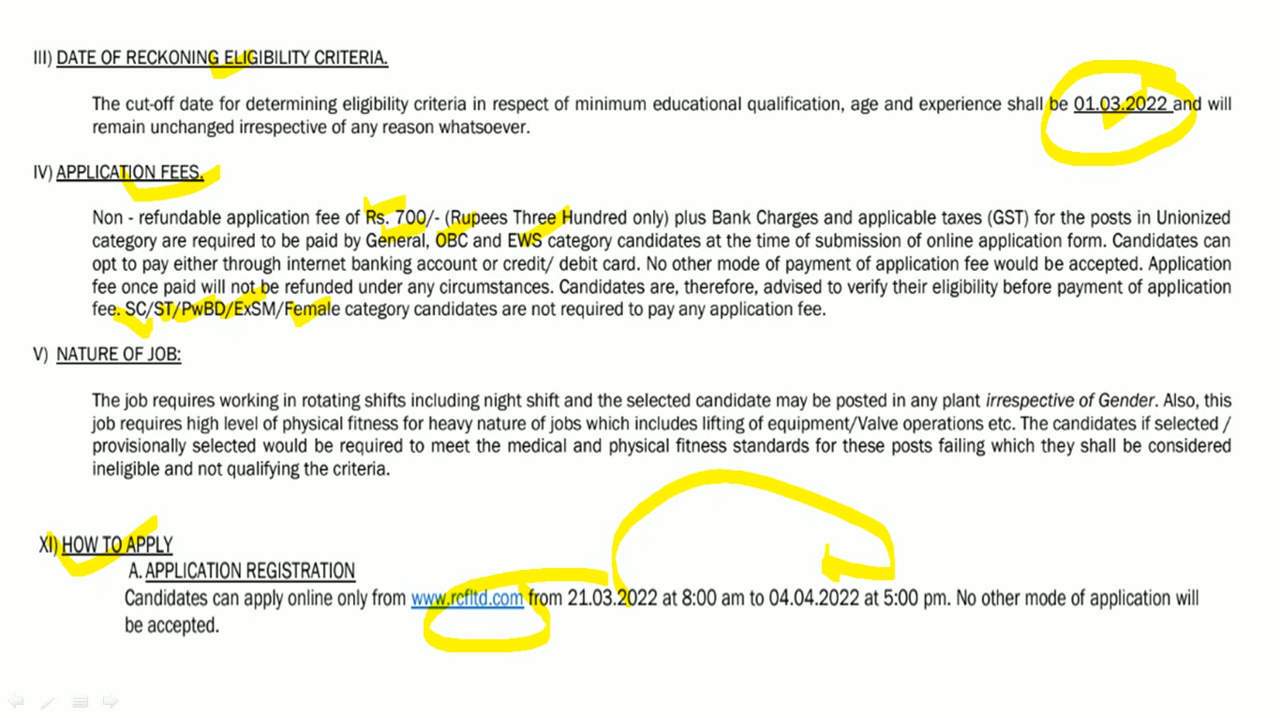 III) DATE OF RECKONING ELIGIBILITY CRITERIA.
The cut-off date for determining eligibility criteria in respect of minimum educational qualification, age and experience shall be 01.03.2022 and will
remain unchanged irrespective of any reason whatsoever.
IV) APPLICATION FEES.
Non - refundable application fee of Rs. 700/- (Rupees Three Hundred only) plus Bank Charges and applicable taxes (GST) for the posts in Unionized
category are required to be paid by General, OBC and EWS category candidates at the time of submission of online application form. Candidates can
opt to pay either through internet banking account or credit/ debit card. No other mode of payment of application fee would be accepted. Application
fee once paid will not be refunded under any circumstances. Candidates are, therefore, advised to verify their eligibility before payment of application
fee. SC/ST/PwBD/ExSM/Female category candidates are not required to pay any application fee.
V) NATURE OF JOB:
The job requires working in rotating shifts including night shift and the selected candidate may be posted in any plant irrespective of Gender. Also, this
job requires high level of physical fitness for heavy nature of jobs which includes lifting of equipment/Valve operations etc. The candidates if selected /
provisionally selected would be required to meet the medical and physical fitness standards for these posts failing which they shall be considered
ineligible and not qualifying the criteria.
XI) HOW TO APPLY
A. APPLICATION REGISTRATION
Candidates can apply online only from www.rcfltd.com from 21.03.2022 at 8:00 am to 04.04.2022 at 5:00 pm. No other mode of application will
be accepted.